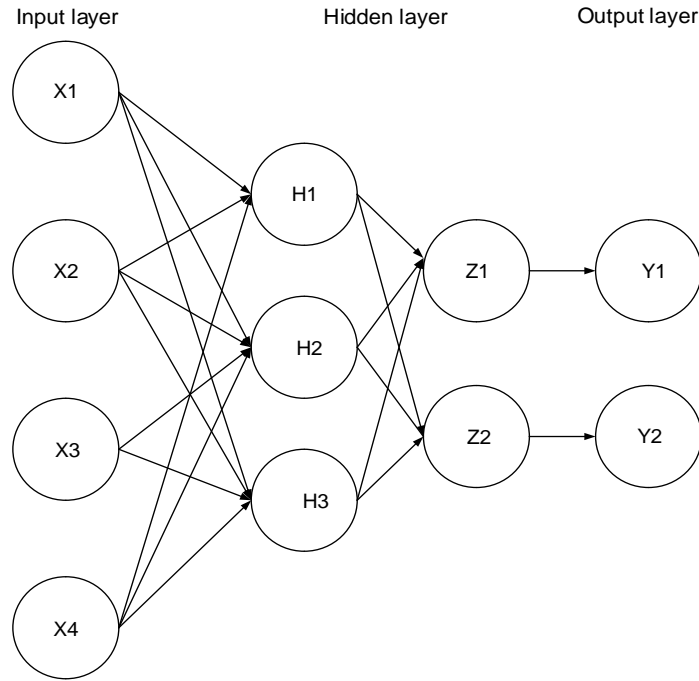 Input layer
Hidden layer
Output layer
X1
H1
X2
Z1
Y1
H2
X3
Z2
Y2
H3
X4